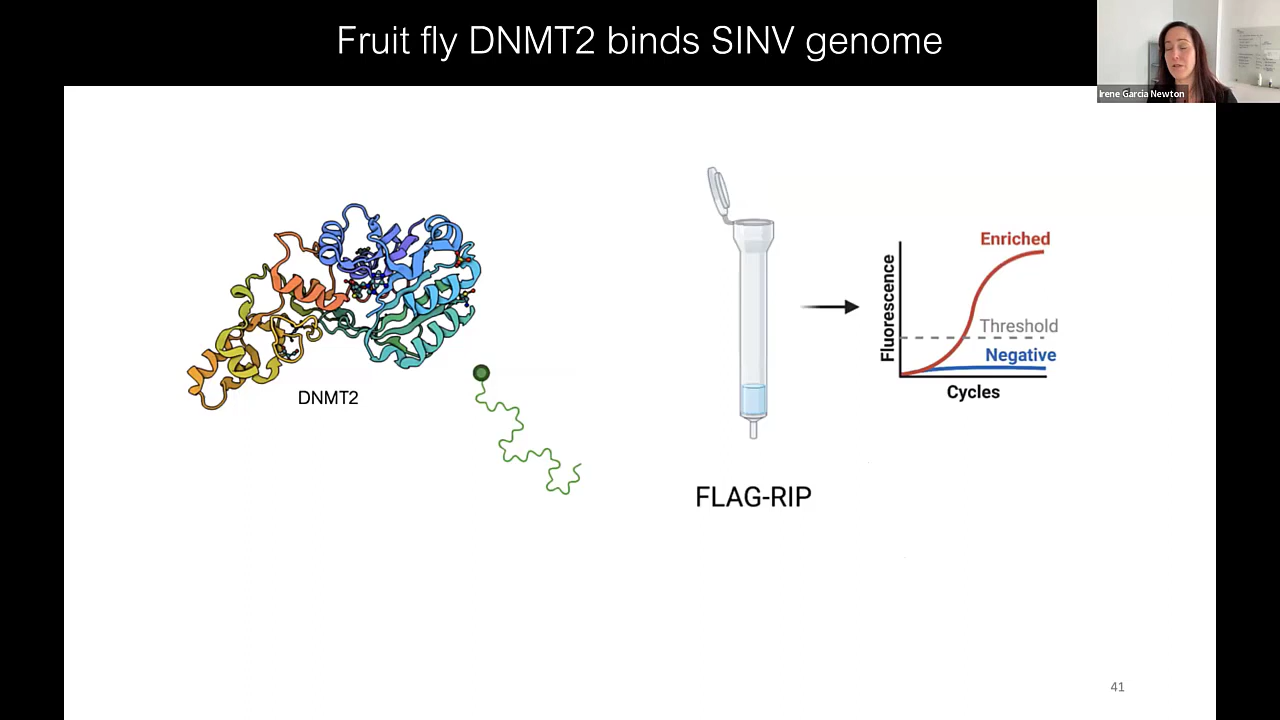 Fruit fly DNMT2 binds SINV genome
Irene Garcia Newton
DNMT2
FLAG-RIP
Fluorescence
Enriched
Threshold
Negative
Cycles
41